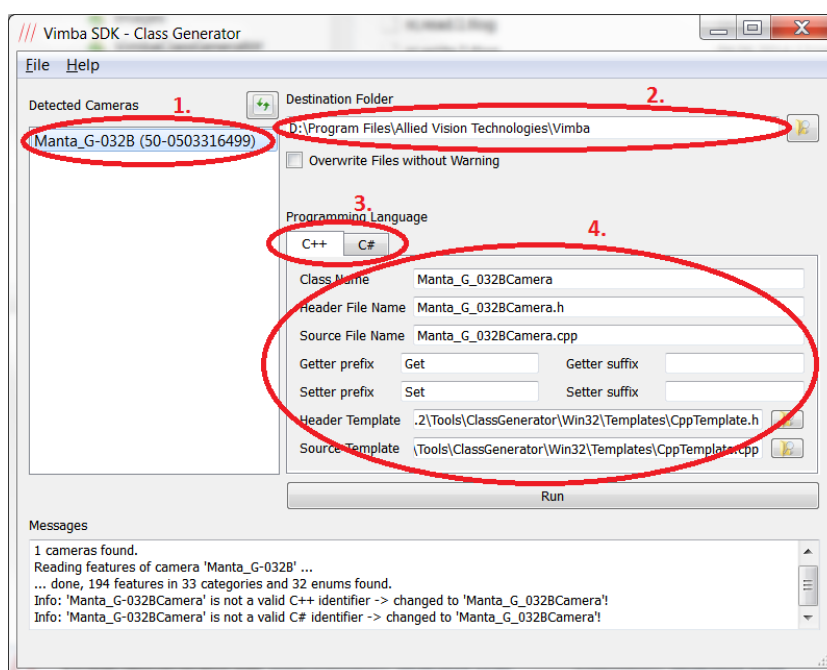 Vimba SDK - Class Generator
File Help
Detected Cameras
1.
Manta_G-032B (50-0503316499)
Destination Folder
2.
D:\Program Files\Allied Vision Technologies\Vimba
Overwrite Files without Warning
3.
Programming Language
C++ C#
4.
Class Name Manta_G_032BCamera
Header File Name Manta_G_032BCamera.h
Source File Name Manta_G_032BCamera.cpp
Getter prefix Get Getter suffix
Setter prefix Set Setter suffix
Header Template .2\Tools\ClassGenerator\Win32\Templates\CppTemplate.h
Source Template \Tools\ClassGenerator\Win32\Templates\CppTemplate.cpp
Run
Messages
1 cameras found.
Reading features of camera 'Manta_G-032B' ...
... done, 194 features in 33 categories and 32 enums found.
Info: 'Manta_G-032BCamera' is not a valid C++ identifier -> changed to 'Manta_G_032BCamera'!
Info: 'Manta_G-032BCamera' is not a valid C# identifier -> changed to 'Manta_G_032BCamera'!